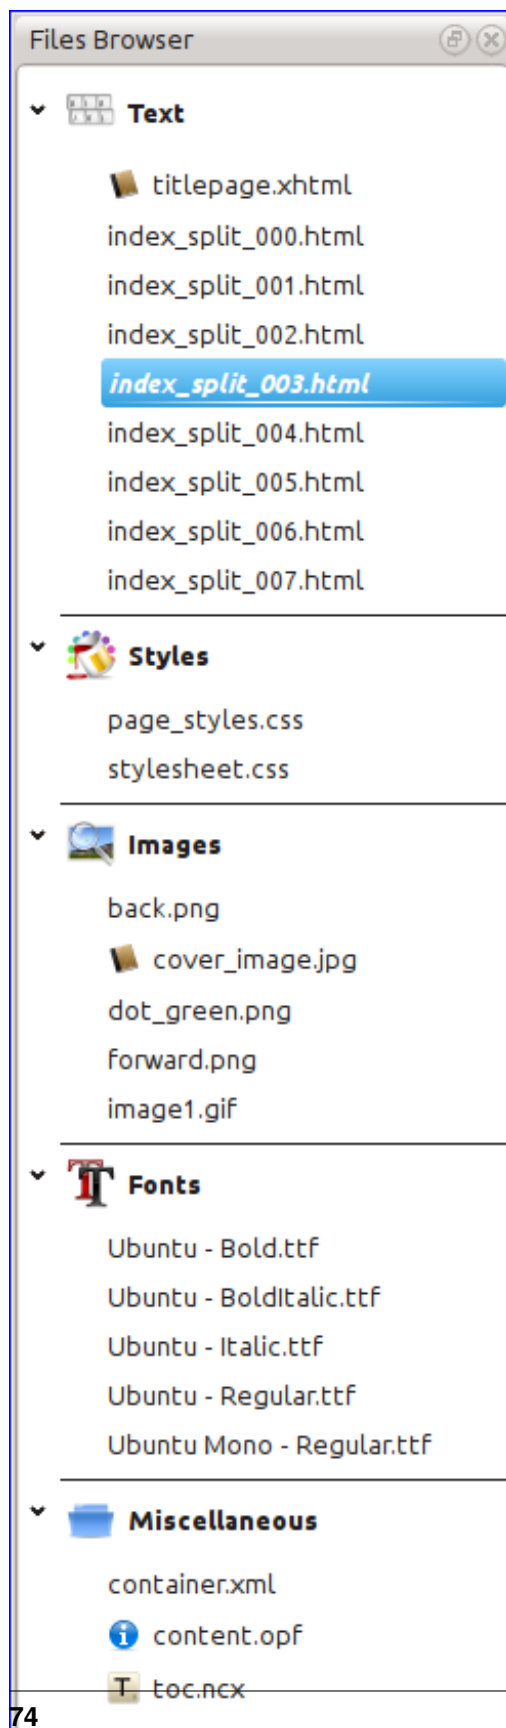 Files Browser
Text
titlepage.xhtml
index_split_000.html
index_split_001.html
index_split_002.html
index_split_003.html
index_split_004.html
index_split_005.html
index_split_006.html
index_split_007.html
Styles
page_styles.css
stylesheet.css
Images
back.png
cover_image.jpg
dot_green.png
forward.png
image1.gif
Fonts
Ubuntu - Bold.ttf
Ubuntu - BoldItalic.ttf
Ubuntu - Italic.ttf
Ubuntu - Regular.ttf
Ubuntu Mono - Regular.ttf
Miscellaneous
container.xml
content.opf
toc.ncx
74